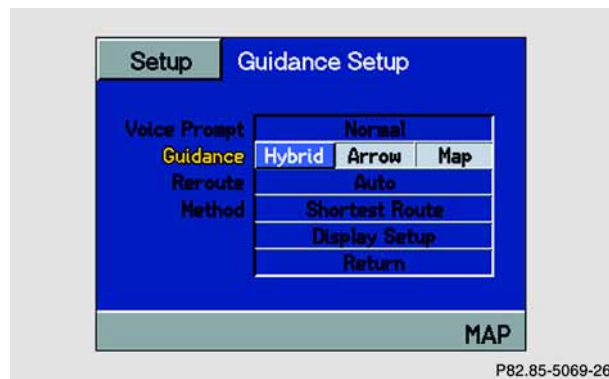 Setup Guidance Setup
Voice Prompt Normal
Guidance Hybrid Arrow Map
Reroute Auto
Method Shortest Route
Display Setup
Return
MAP
P82.85-5069-26